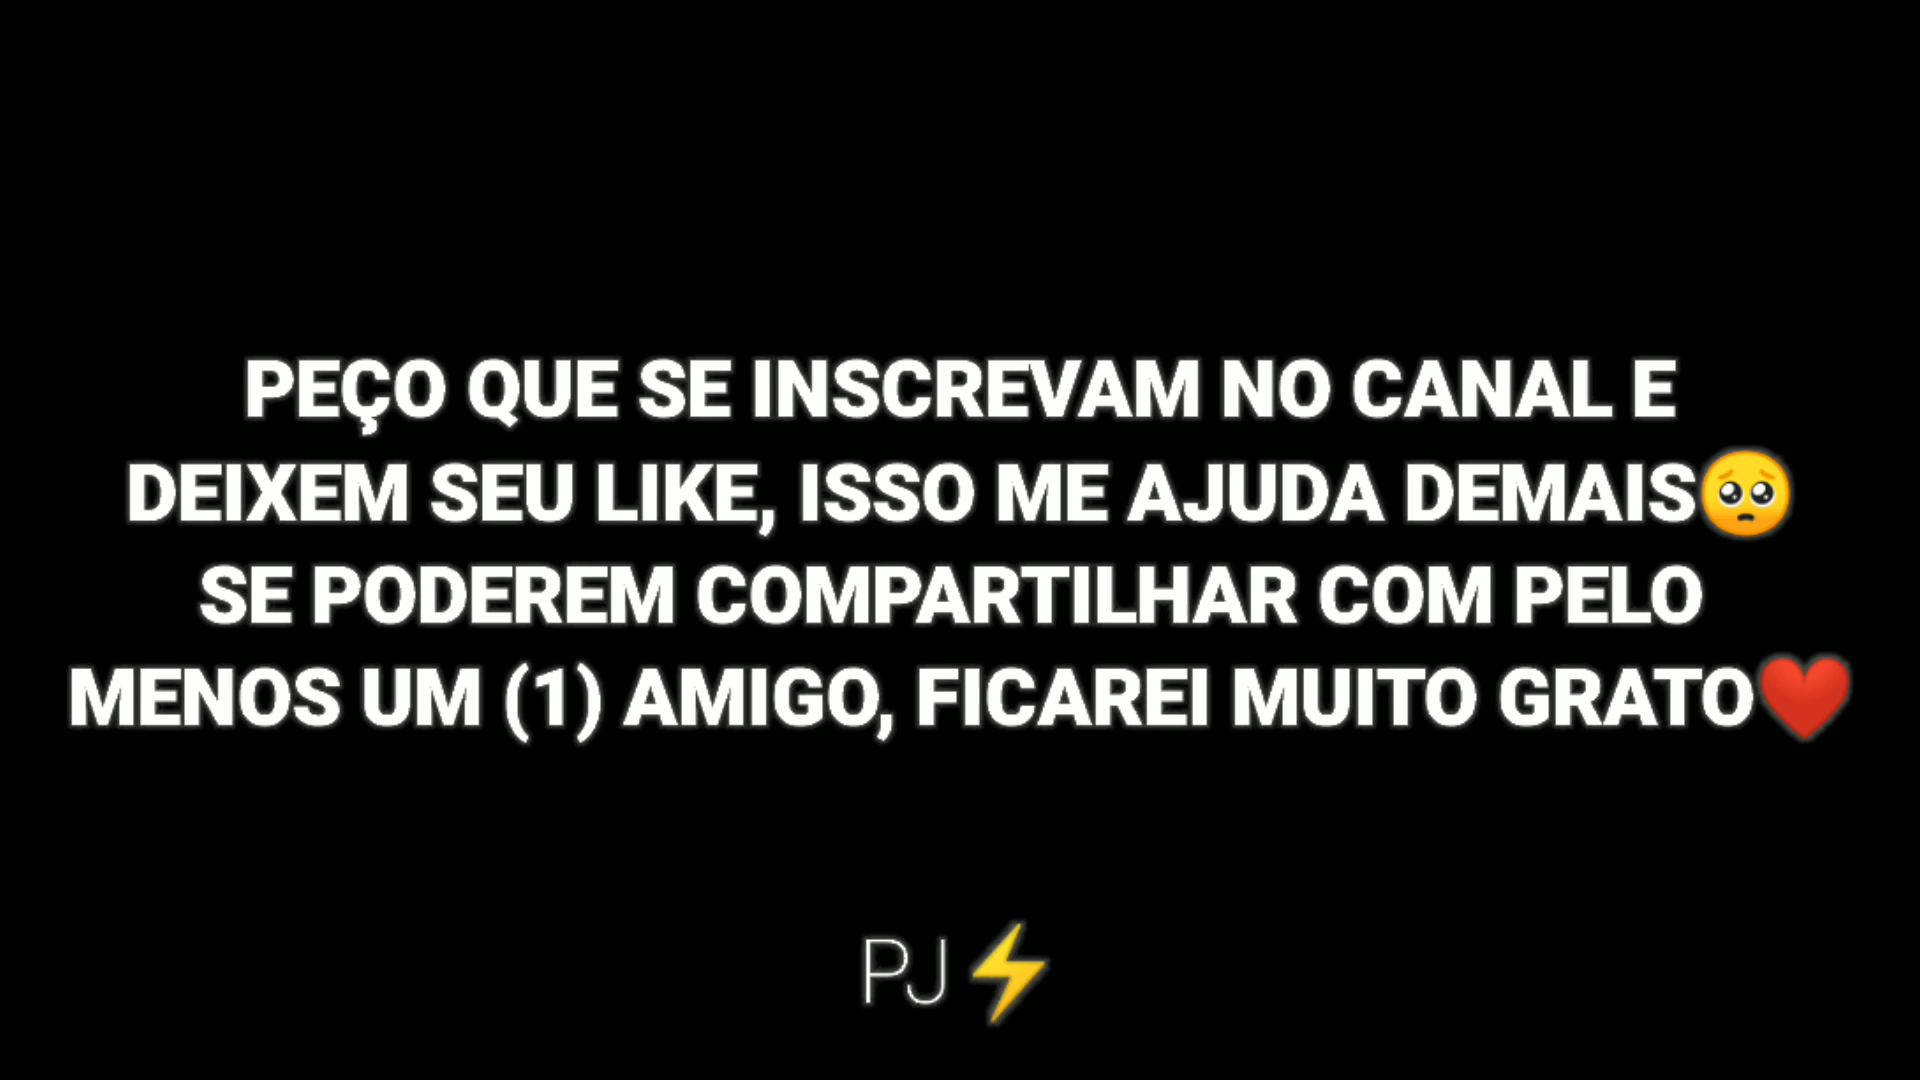 PEÇO QUE SE INSCREVAM NO CANAL E
DEIXEM SEU LIKE, ISSO ME AJUDA DEMAIS🥺
SE PODEREM COMPARTILHAR COM PELO
MENOS UM (1) AMIGO, FICAREI MUITO GRATO❤️
PJ⚡